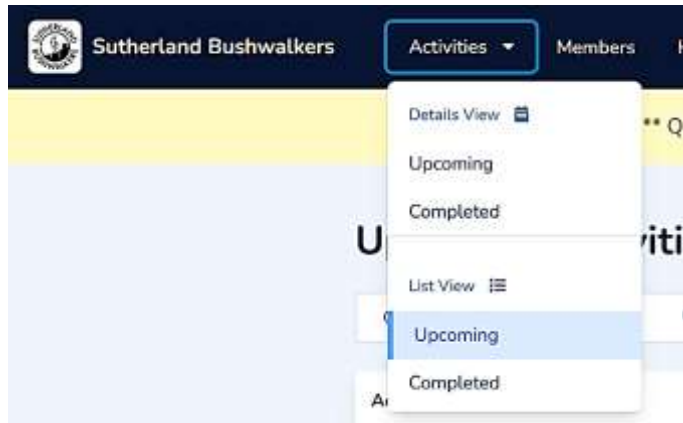 Sutherland Bushwalkers Activities Members
Details View
** Q
Upcoming
Completed
List View
Upcoming
Completed